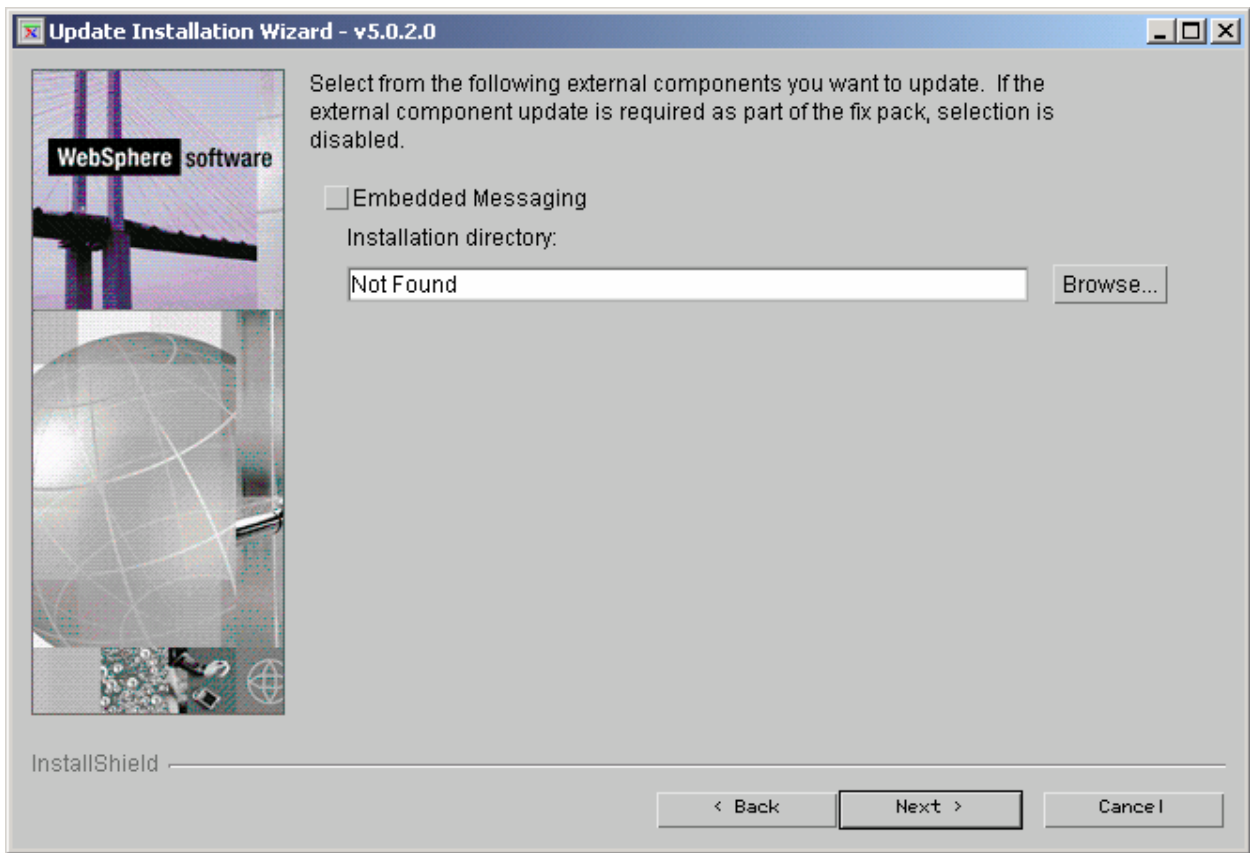 Update Installation Wizard - v5.0.2.0
WebSphere software
Select from the following external components you want to update. If the
external component update is required as part of the fix pack, selection is
disabled.
Embedded Messaging
Installation directory:
Not Found
Browse...
InstallShield
< Back
Next >
Cancel